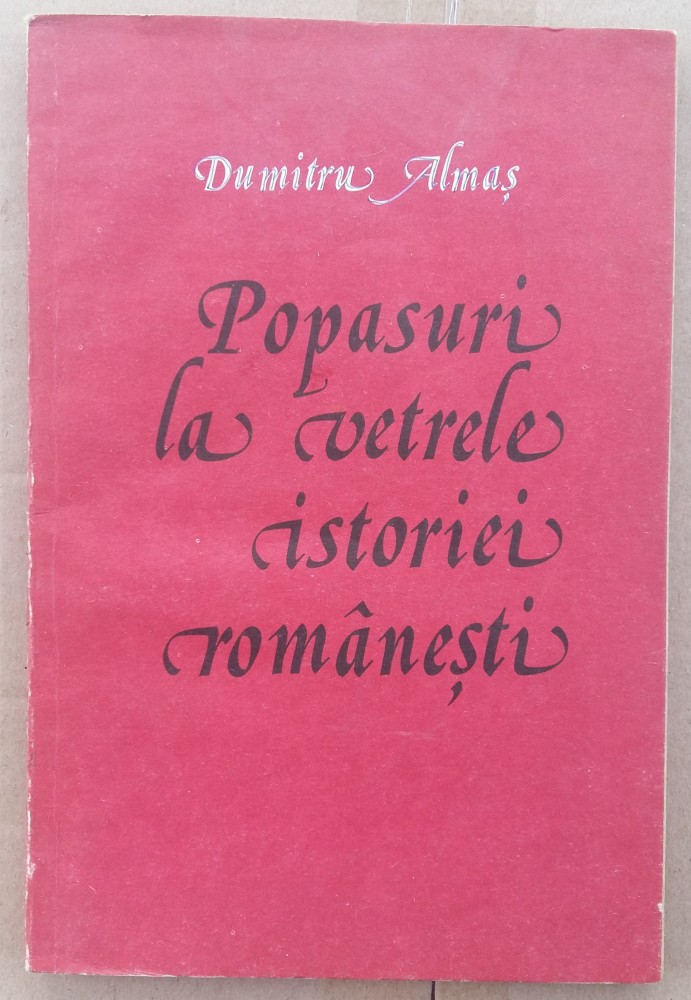 Dumitru Almaș
Popasuri
la vetrele
istoriei
românești